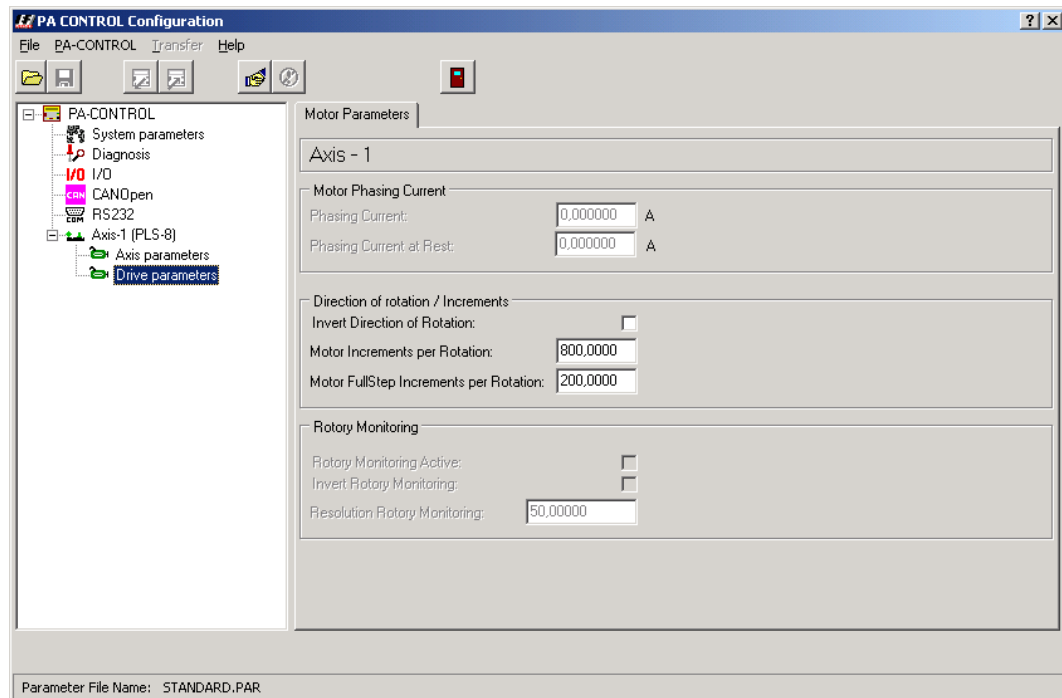 PA CONTROL Configuration
File PA-CONTROL Transfer Help
PA-CONTROL
System parameters
Diagnosis
I/O I/O
CAN CANOpen
COM RS232
Axis-1 (PLS-8)
Axis parameters
Drive parameters
Motor Parameters
Axis - 1
Motor Phasing Current
Phasing Current: 0,000000 A
Phasing Current at Rest: 0,000000 A
Direction of rotation / Increments
Invert Direction of Rotation:
Motor Increments per Rotation: 800,0000
Motor FullStep Increments per Rotation: 200,0000
Rotory Monitoring
Rotory Monitoring Active:
Invert Rotory Monitoring:
Resolution Rotory Monitoring: 50,00000
Parameter File Name: STANDARD.PAR